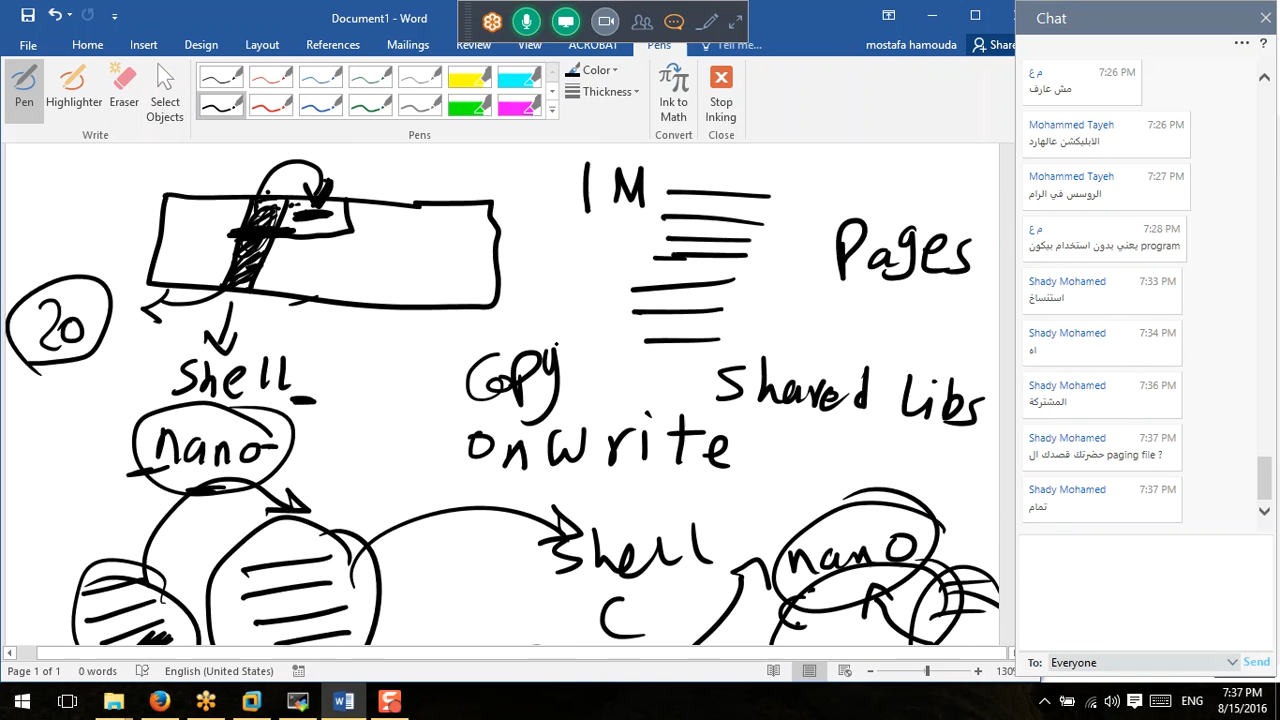 Document1 - Word
File
Home
Insert
Design
Layout
References
Mailings
Review
View
ACROBAT
Pens
Tell me...
mostafa hamouda
Share
Pen
Highlighter
Eraser
Select
Objects
Color
Thickness
Ink to
Math
Stop
Inking
Write
Pens
Convert
Close
1 M
Pages
20
shell
nano
Copy
on write
Shared Libs
shell
C
nano
Page 1 of 1
0 words
English (United States)
130%
Chat
م ع 7:26 PM
مش عارف
Mohammed Tayeh 7:26 PM
الابليكشن عالهارد
Mohammed Tayeh 7:27 PM
الروسس في الرام
م ع 7:28 PM
program يعني بدون استخدام بيكون
Shady Mohamed 7:33 PM
استتساخ
Shady Mohamed 7:34 PM
اه
Shady Mohamed 7:36 PM
المشتركة
Shady Mohamed 7:37 PM
حضرتك قصدك ال paging file ?
Shady Mohamed 7:37 PM
تمام
To: Everyone
Send
ENG
7:37 PM
8/15/2016